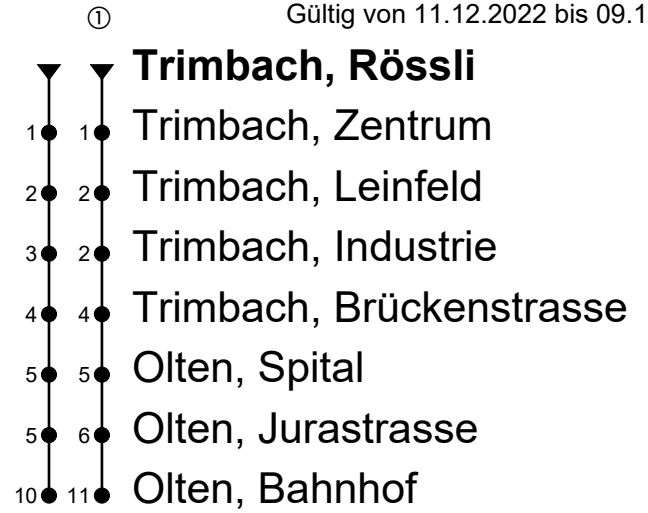 ① Gültig von 11.12.2022 bis 09.1
Trimbach, Rössli
1 1 Trimbach, Zentrum
2 2 Trimbach, Leinfeld
3 2 Trimbach, Industrie
4 4 Trimbach, Brückenstrasse
5 5 Olten, Spital
5 6 Olten, Jurastrasse
10 11 Olten, Bahnhof